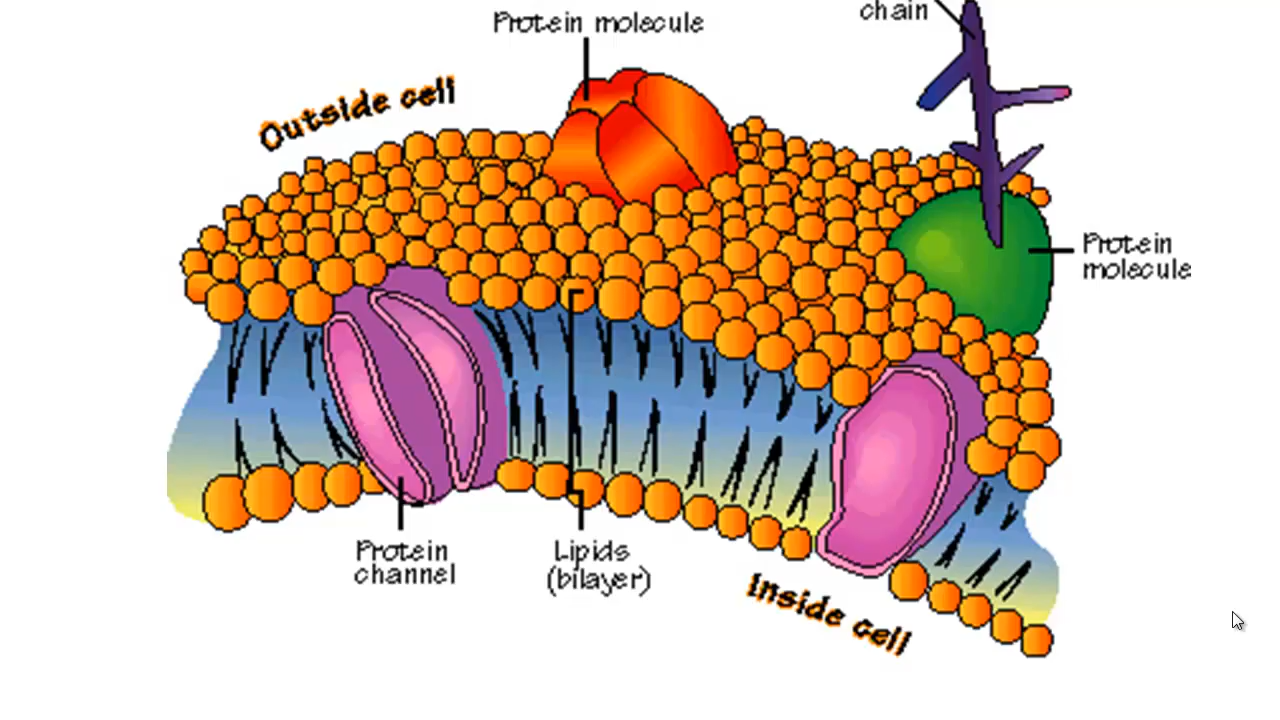 Protein molecule
chain
Outside cell
Protein
molecule
Protein
channel
Lipids
(bilayer)
Inside cell